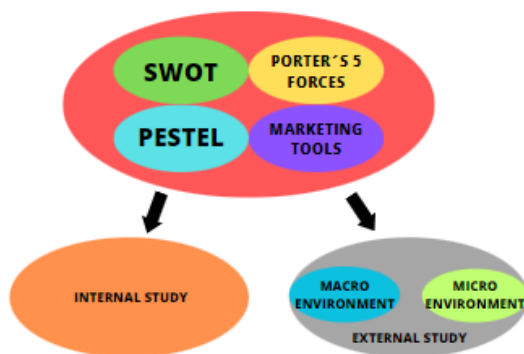 SWOT
PORTER´S 5
FORCES
PESTEL
MARKETING
TOOLS
INTERNAL STUDY
MACRO
ENVIRONMENT
MICRO
ENVIRONMENT
EXTERNAL STUDY